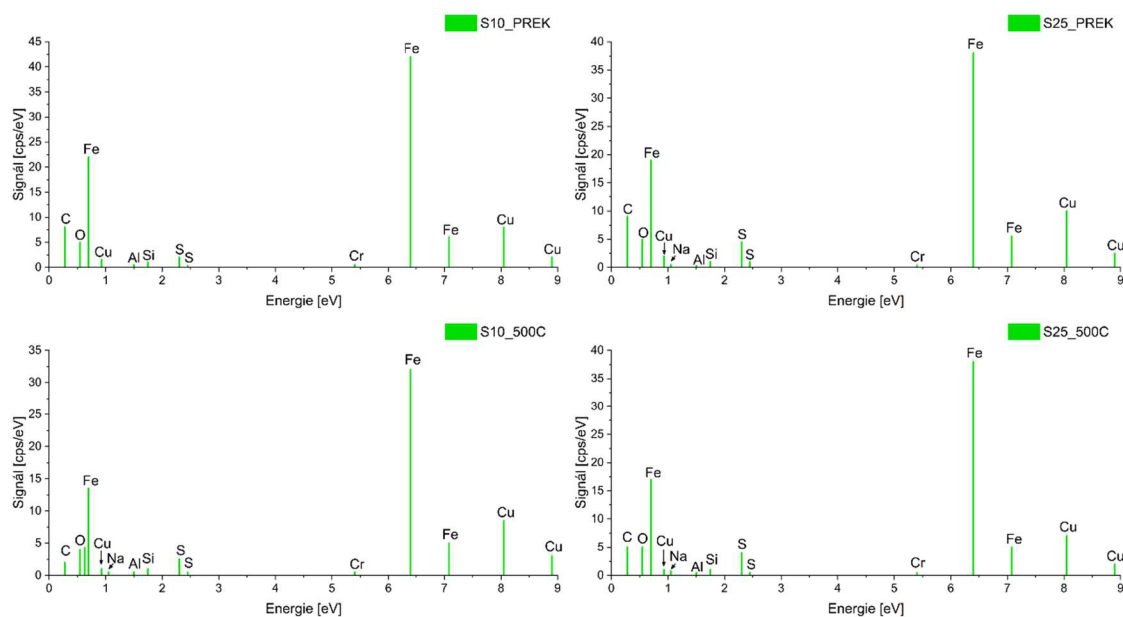 S10_PREK
Signál [cps/eV]
45
40
35
30
25
20
15
10
5
0
C
O
Fe
Cu
Al
Si
S
S
Cr
Fe
Fe
Cu
Cu
0 1 2 3 4 5 6 7 8 9
Energie [eV]
S25_PREK
Signál [cps/eV]
40
35
30
25
20
15
10
5
0
C
O
Fe
Cu
Na
Al
Si
S
S
Cr
Fe
Fe
Cu
Cu
0 1 2 3 4 5 6 7 8 9
Energie [eV]
S10_500C
Signál [cps/eV]
35
30
25
20
15
10
5
0
C
O
Fe
Cu
Na
Al
Si
S
S
Cr
Fe
Fe
Cu
Cu
0 1 2 3 4 5 6 7 8 9
Energie [eV]
S25_500C
Signál [cps/eV]
40
35
30
25
20
15
10
5
0
C
O
Fe
Cu
Na
Al
Si
S
S
Cr
Fe
Fe
Cu
Cu
0 1 2 3 4 5 6 7 8 9
Energie [eV]